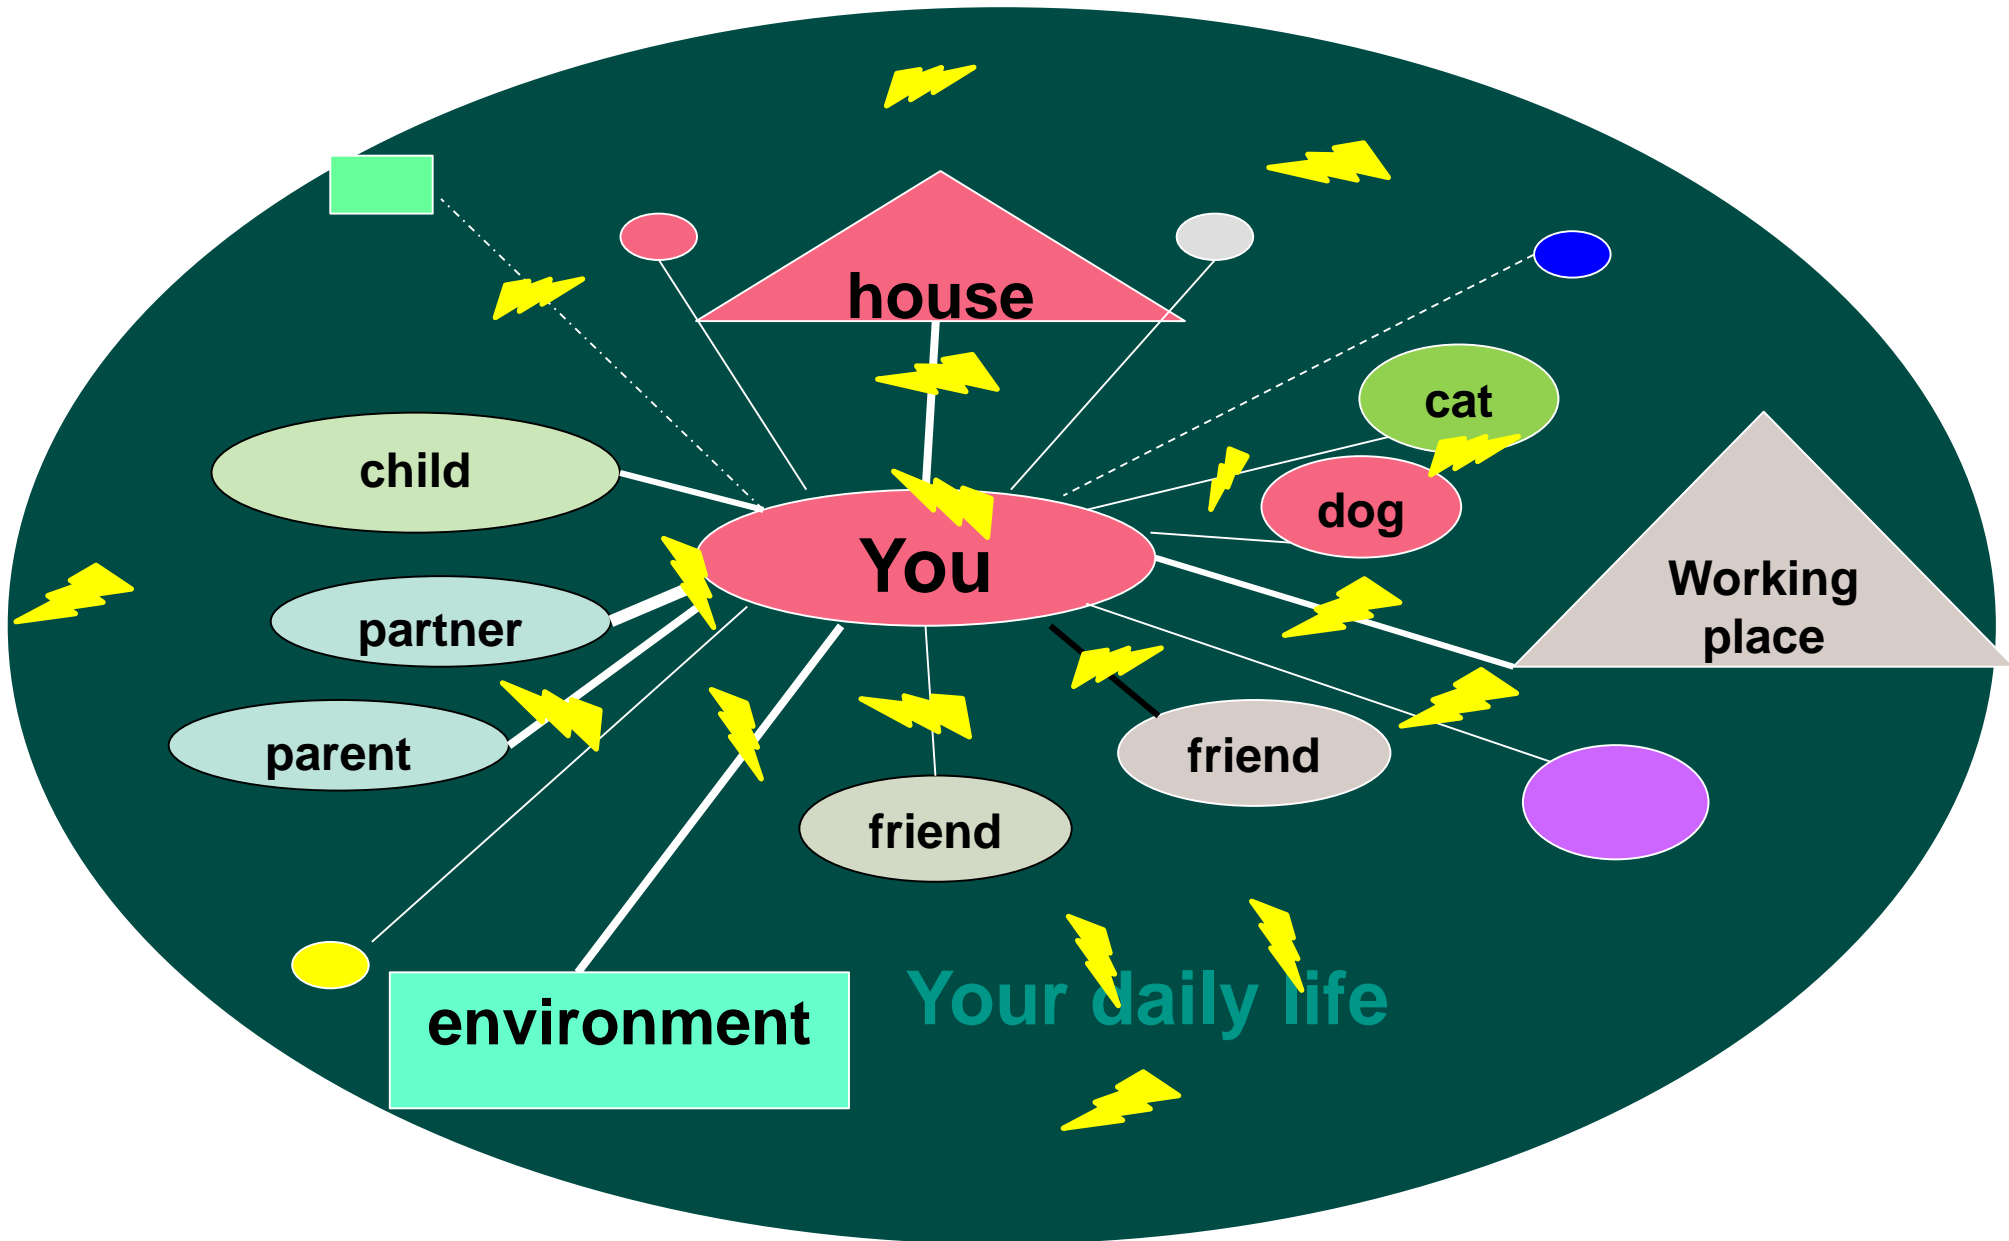 house
cat
child
dog
You
Working
place
partner
parent
friend
friend
Your daily life
environment